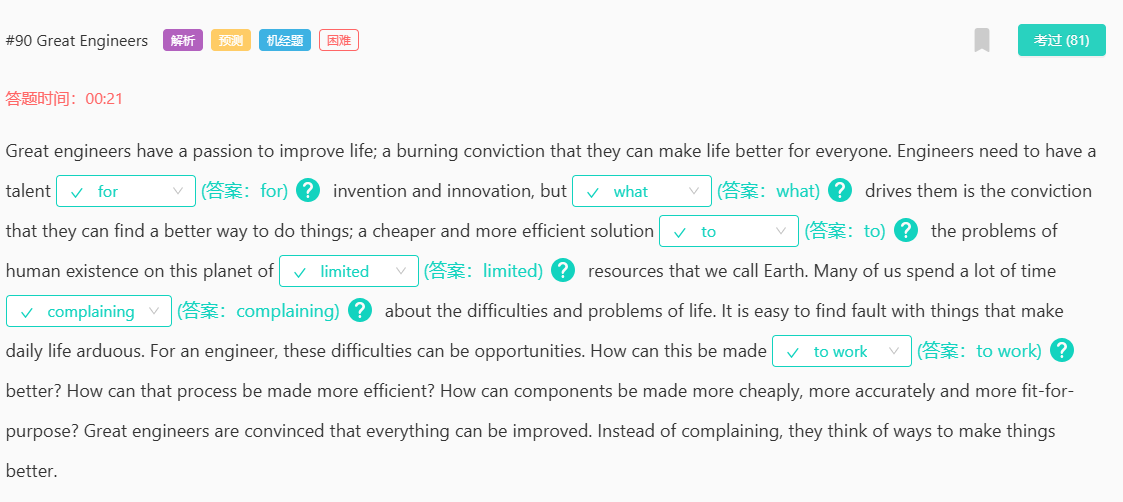 #90 Great Engineers 解析 预测 机经题 困难 考过 (81)
答题时间：00:21
Great engineers have a passion to improve life; a burning conviction that they can make life better for everyone. Engineers need to have a
talent for (答案：for) ? invention and innovation, but what (答案：what) ? drives them is the conviction
that they can find a better way to do things; a cheaper and more efficient solution to (答案：to) ? the problems of
human existence on this planet of limited (答案：limited) ? resources that we call Earth. Many of us spend a lot of time
complaining (答案：complaining) ? about the difficulties and problems of life. It is easy to find fault with things that make
daily life arduous. For an engineer, these difficulties can be opportunities. How can this be made to work (答案：to work) ?
better? How can that process be made more efficient? How can components be made more cheaply, more accurately and more fit-for-
purpose? Great engineers are convinced that everything can be improved. Instead of complaining, they think of ways to make things
better.